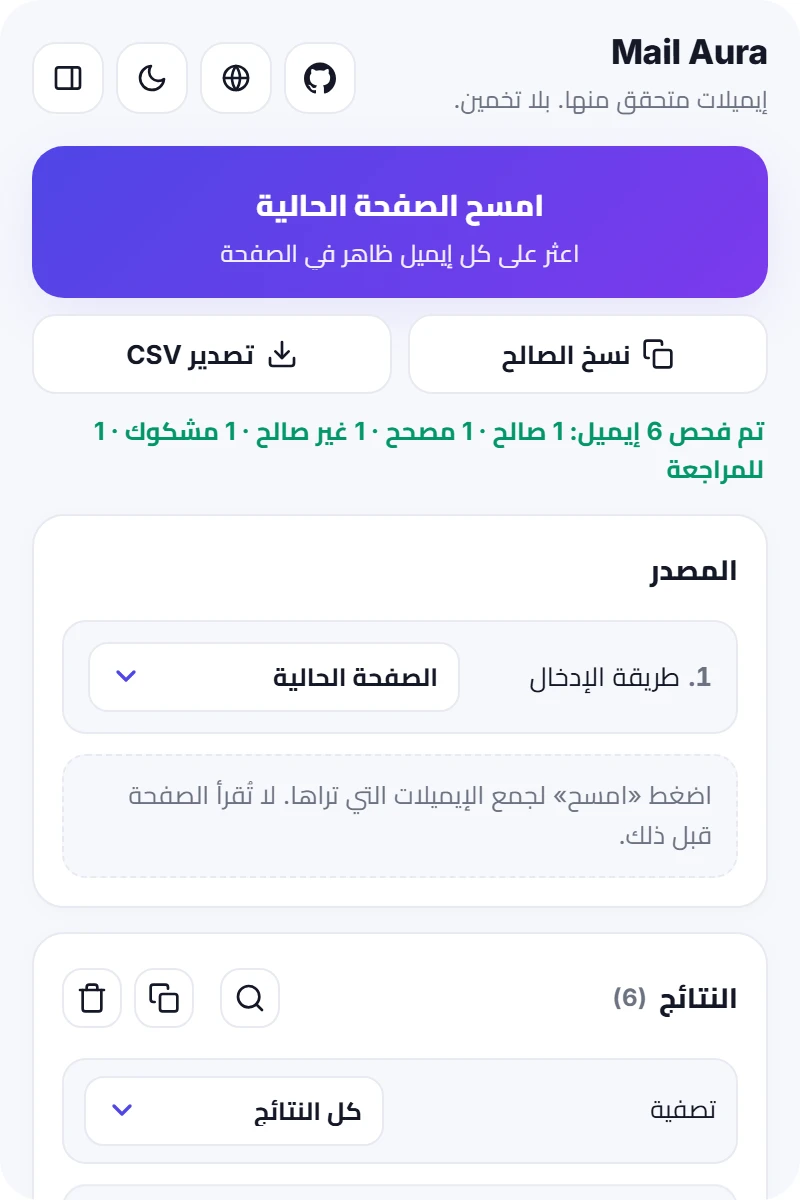 Mail Aura
إيميلات متحقق منها. بلا تخمين.
امسح الصفحة الحالية
اعثر على كل إيميل ظاهر في الصفحة
نسخ الصالح
تصدير CSV
تم فحص 6 إيميل: 1 صالح · 1 مصحح · 1 غير صالح · 1 مشكوك · 1
للمراجعة
المصدر
1. طريقة الإدخال
الصفحة الحالية
اضغط «امسح» لجمع الإيميلات التي تراها. لا تُقرأ الصفحة
قبل ذلك.
النتائج (6)
تصفية
كل النتائج